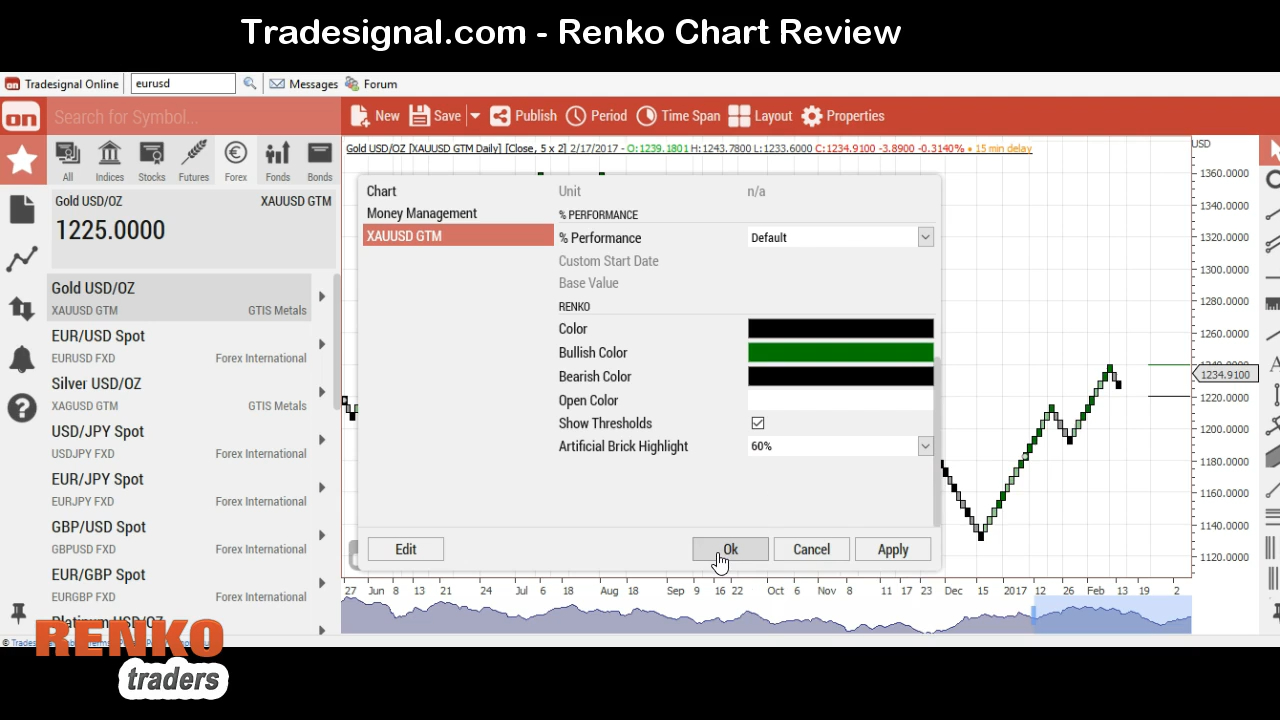 Tradesignal.com - Renko Chart Review
on Tradesignal Online eurusd Messages Forum
on Search for Symbol... New Save Publish Period Time Span Layout Properties
All Indices Stocks Futures Forex Fonds Bonds
Gold USD/OZ [XAUUSD GTM Daily] [Close, 5 x 2] 2/17/2017 - O:1239.1801 H:1243.7800 L:1233.6000 C:1234.9100 -3.8900 -0.3140% • 15 min delay
USD
Gold USD/OZ XAUUSD GTM
1225.0000
Gold USD/OZ
XAUUSD GTM GTIS Metals
EUR/USD Spot
EURUSD FXD Forex International
Silver USD/OZ
XAGUSD GTM GTIS Metals
USD/JPY Spot
USDJPY FXD Forex International
EUR/JPY Spot
EURJPY FXD Forex International
GBP/USD Spot
GBPUSD FXD Forex International
EUR/GBP Spot
EURGBP FXD Forex International
Platinum USD/OZ
Chart
Money Management
XAUUSD GTM
Unit n/a
% PERFORMANCE
% Performance Default
Custom Start Date
Base Value
RENKO
Color
Bullish Color
Bearish Color
Open Color
Show Thresholds
Artificial Brick Highlight 60%
Edit Ok Cancel Apply
1360.0000
1340.0000
1320.0000
1300.0000
1280.0000
1260.0000
1240.0000
1234.9100
1220.0000
1200.0000
1180.0000
1160.0000
1140.0000
1120.0000
27 Jun 8 13 21 24 Jul 6 18 Aug 18 Sep 9 16 22 Oct 6 Nov 8 11 17 23 Dec 15 2017 12 26 Feb 13 19 2
RENKO
traders